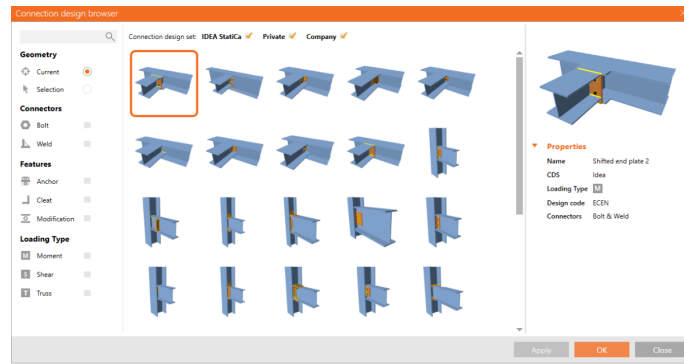 Connection design browser
Connection design set: IDEA StatiCa Private Company
Geometry
Current
Selection
Connectors
Bolt
Weld
Features
Anchor
Cleat
Modification
Loading Type
M Moment
S Shear
T Truss
Properties
Name Shifted end plate 2
CDS Idea
Loading Type M
Design code ECEN
Connectors Bolt & Weld
Apply OK Close